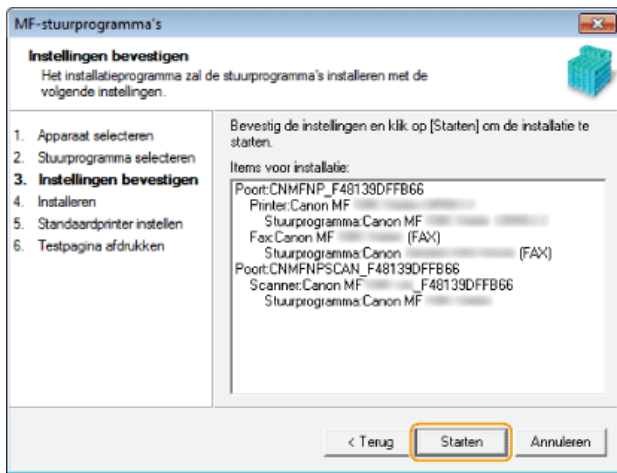 MF-stuurprogramma's
Instellingen bevestigen
Het installatieprogramma zal de stuurprogramma's installeren met de
volgende instellingen.
1. Apparaat selecteren
2. Stuurprogramma selecteren
3. Instellingen bevestigen
4. Installeren
5. Standaardprinter instellen
6. Testpagina afdrukken
Bevestig de instellingen en klik op [Starten] om de installatie te
starten.
Items voor installatie:
Poort:CNMFNP_F48139DFFB66
Printer:Canon MF
Stuurprogramma:Canon MF
Fax:Canon MF (FAX)
Stuurprogramma:Canon (FAX)
Poort:CNMFNPSCAN_F48139DFFB66
Scanner:Canon MF _F48139DFFB66
Stuurprogramma:Canon MF
< Terug Starten Annuleren